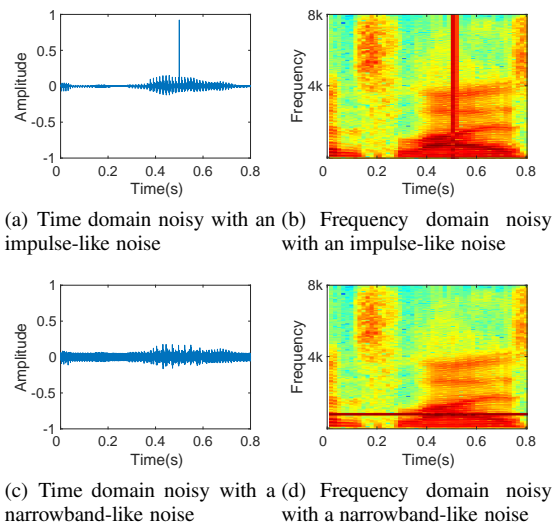 1
0.5
0
-0.5
-1
Amplitude
0 0.2 0.4 0.6 0.8
Time(s)
8k
4k
Frequency
0 0.2 0.4 0.6 0.8
Time(s)
(a) Time domain noisy with an impulse-like noise
(b) Frequency domain noisy with an impulse-like noise
1
0.5
0
-0.5
-1
Amplitude
0 0.2 0.4 0.6 0.8
Time(s)
8k
4k
Frequency
0 0.2 0.4 0.6 0.8
Time(s)
(c) Time domain noisy with a narrowband-like noise
(d) Frequency domain noisy with a narrowband-like noise